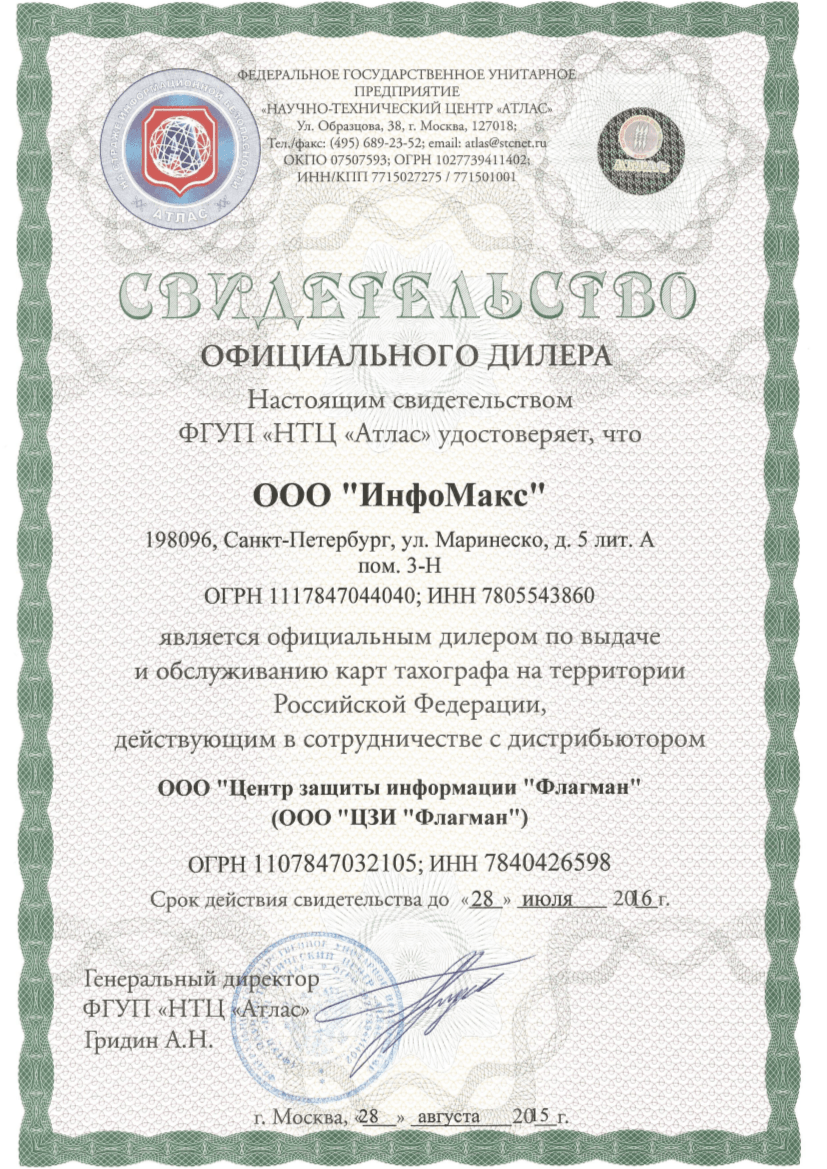 ФЕДЕРАЛЬНОЕ ГОСУДАРСТВЕННОЕ УНИТАРНОЕ
ПРЕДПРИЯТИЕ
«НАУЧНО-ТЕХНИЧЕСКИЙ ЦЕНТР «АТЛАС»
Ул. Образцова, 38, г. Москва, 127018;
Тел./факс: (495) 689-23-52; email: atlas@stcnet.ru
ОКПО 07507593; ОГРН 1027739411402;
ИНН/КПП 7715027275 / 771501001
АТЛАС
СВИДЕТЕЛЬСТВО
ОФИЦИАЛЬНОГО ДИЛЕРА
Настоящим свидетельством
ФГУП «НТЦ «Атлас» удостоверяет, что
ООО "ИнфоМакс"
198096, Санкт-Петербург, ул. Маринеско, д. 5 лит. А
пом. 3-Н
ОГРН 1117847044040; ИНН 7805543860
является официальным дилером по выдаче
и обслуживанию карт тахографа на территории
Российской Федерации,
действующим в сотрудничестве с дистрибьютором
ООО "Центр защиты информации "Флагман"
(ООО "ЦЗИ "Флагман")
ОГРН 1107847032105; ИНН 7840426598
Срок действия свидетельства до «28» июля 2016 г.
Генеральный директор
ФГУП «НТЦ «Атлас»
Гридин А.Н.
г. Москва, «28» августа 2015 г.